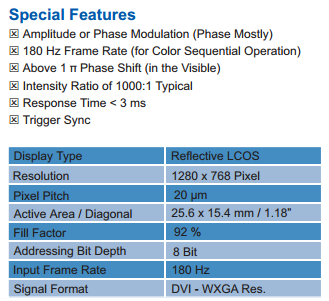 Special Features
☒ Amplitude or Phase Modulation (Phase Mostly)
☒ 180 Hz Frame Rate (for Color Sequential Operation)
☒ Above 1 π Phase Shift (in the Visible)
☒ Intensity Ratio of 1000:1 Typical
☒ Response Time < 3 ms
☒ Trigger Sync
Display Type Reflective LCOS
Resolution 1280 x 768 Pixel
Pixel Pitch 20 µm
Active Area / Diagonal 25.6 x 15.4 mm / 1.18"
Fill Factor 92 %
Addressing Bit Depth 8 Bit
Input Frame Rate 180 Hz
Signal Format DVI - WXGA Res.